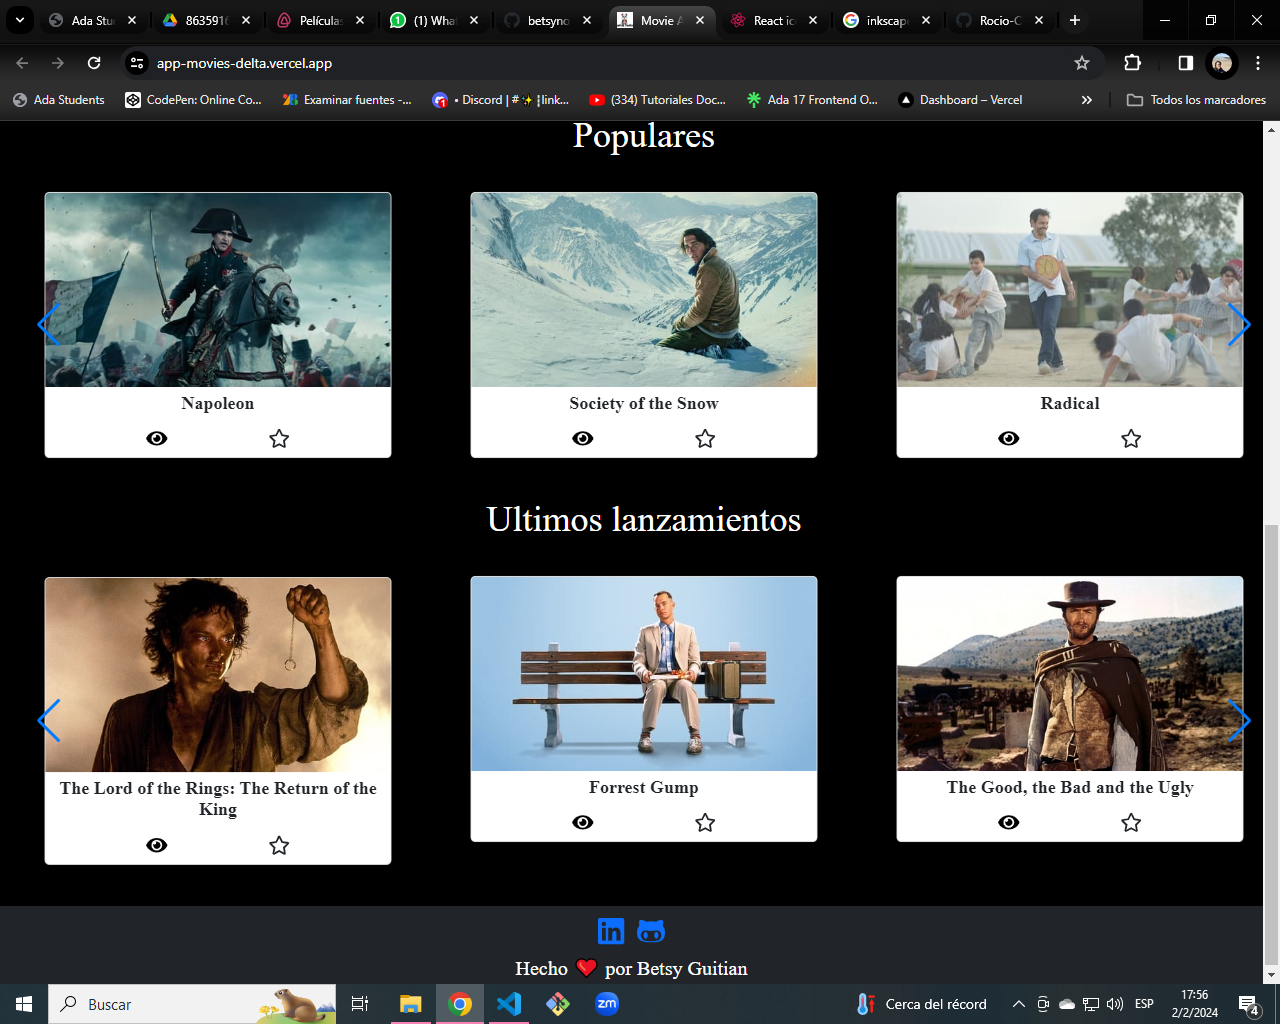 Ada Stu
8635916
Películas
(1) What
betsyno
Movie A
React ic
inkscap
Rocio-C
app-movies-delta.vercel.app
Ada Students
CodePen: Online Co...
Examinar fuentes -...
• Discord | #✨┆link...
(334) Tutoriales Doc...
Ada 17 Frontend O...
Dashboard – Vercel
»
Todos los marcadores
Populares
Napoleon
Society of the Snow
Radical
Ultimos lanzamientos
The Lord of the Rings: The Return of the
King
Forrest Gump
The Good, the Bad and the Ugly
Hecho ❤️ por Betsy Guitian
Buscar
zm
Cerca del récord
ESP
17:56
2/2/2024
4